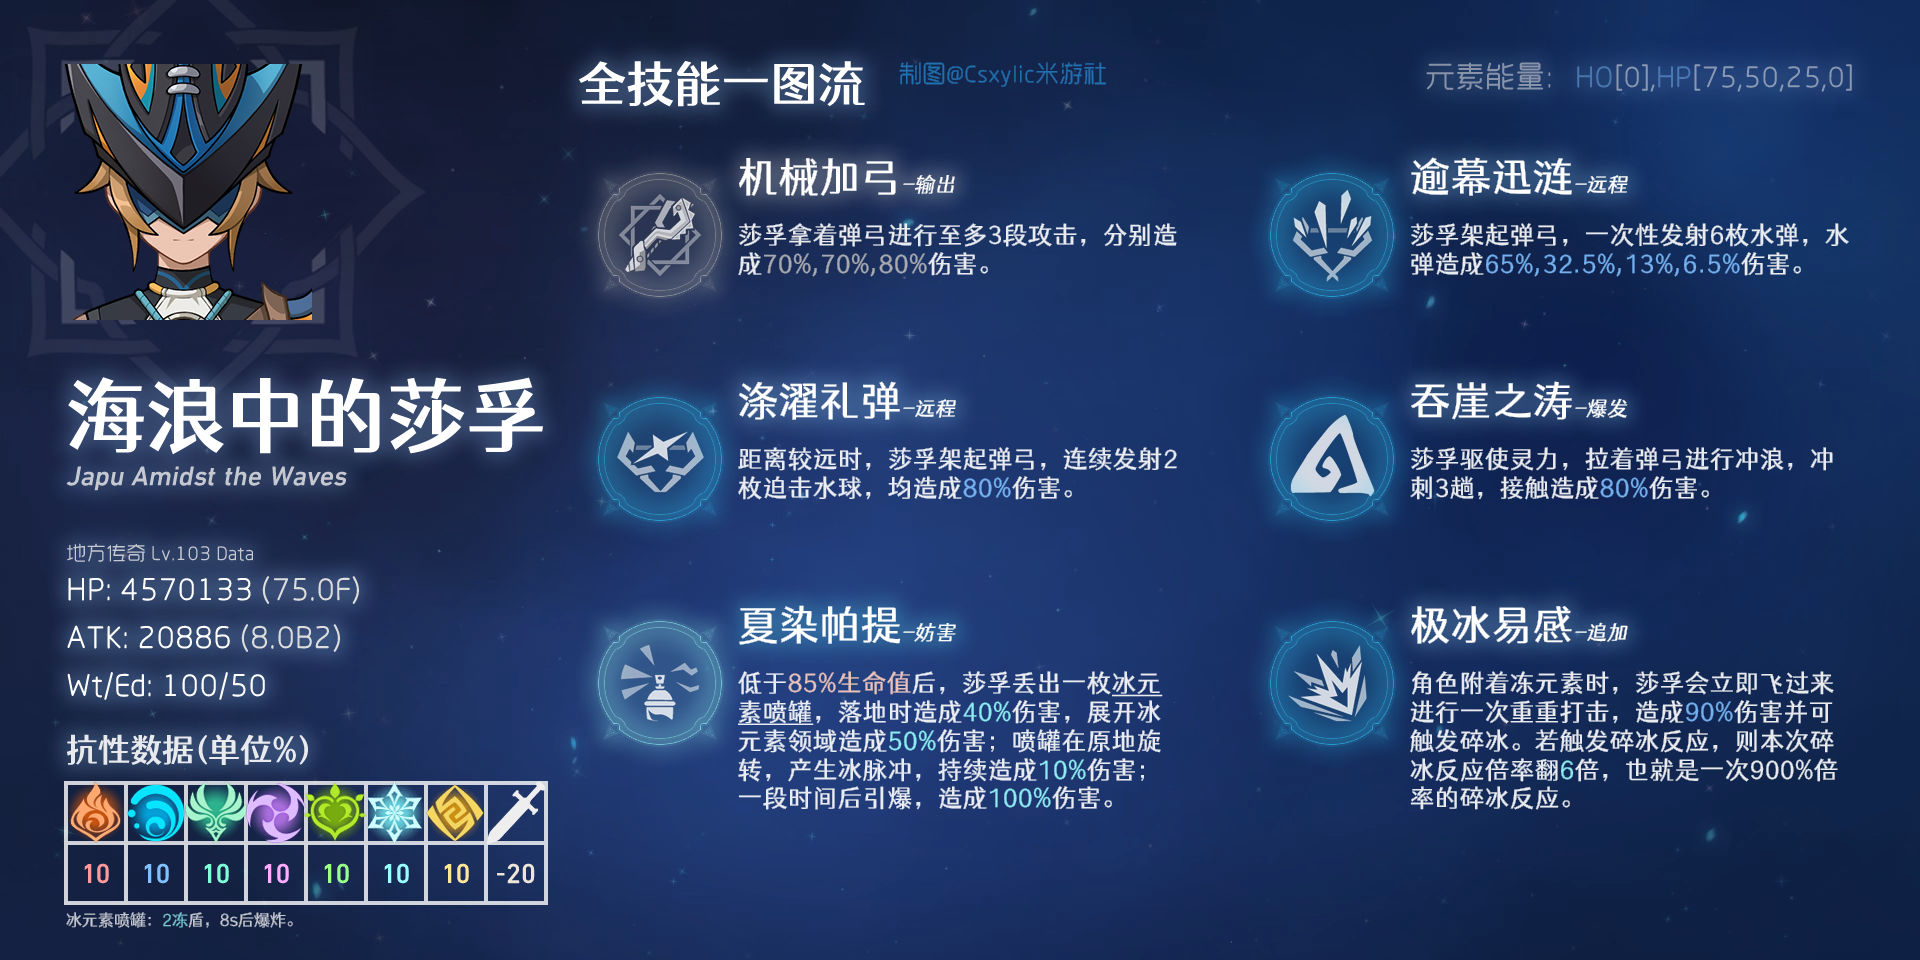 全技能一图流
制图@Csxylic米游社
元素能量: HO[0],HP[75,50,25,0]
海浪中的莎孚
Japu Amidst the Waves
地方传奇 Lv.103 Data
HP: 4570133 (75.0F)
ATK: 20886 (8.0B2)
Wt/Ed: 100/50
抗性数据(单位%)
10 10 10 10 10 10 10 -20
冰元素喷罐: 2冻盾, 8s后爆炸。
机械加弓-输出
莎孚拿着弹弓进行至多3段攻击，分别造
成70%,70%,80%伤害。
逾幕迅涟-远程
莎孚架起弹弓，一次性发射6枚水弹，水
弹造成65%,32.5%,13%,6.5%伤害。
涤濯礼弹-远程
距离较远时，莎孚架起弹弓，连续发射2
枚迫击水球，均造成80%伤害。
吞崖之涛-爆发
莎孚驱使灵力，拉着弹弓进行冲浪，冲
刺3趟，接触造成80%伤害。
夏染帕提-妨害
低于85%生命值后，莎孚丢出一枚冰元
素喷罐，落地时造成40%伤害，展开冰
元素领域造成50%伤害；喷罐在原地旋
转，产生冰脉冲，持续造成10%伤害；
一段时间后引爆，造成100%伤害。
极冰易感-追加
角色附着冻元素时，莎孚会立即飞过来
进行一次重重打击，造成90%伤害并可
触发碎冰。若触发碎冰反应，则本次碎
冰反应倍率翻6倍，也就是一次900%倍
率的碎冰反应。